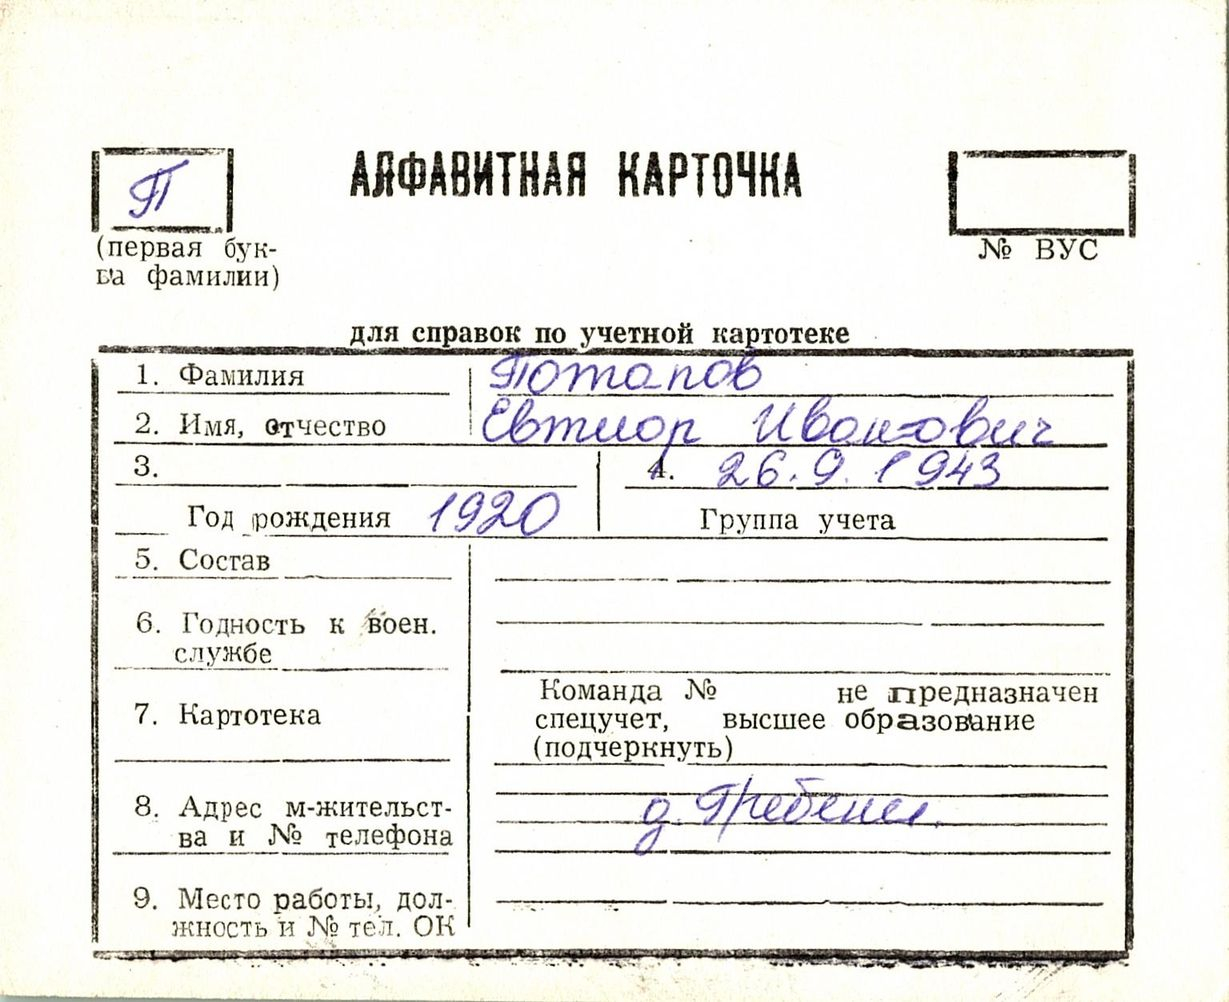 П
АЛФАВИТНАЯ КАРТОЧКА
(первая бук-
ва фамилии)
№ ВУС
для справок по учетной картотеке
1. Фамилия Потапов
2. Имя, отчество Евтиор Иванович
3.
4. 26.9.1943
Год рождения 1920
Группа учета
5. Состав
6. Годность к воен.
службе
7. Картотека
Команда № не предназначен
спецучет, высшее образование
(подчеркнуть)
8. Адрес м-жительст-
ва и № телефона
д. Гребени.
9. Место работы, дол-
жность и № тел. ОК